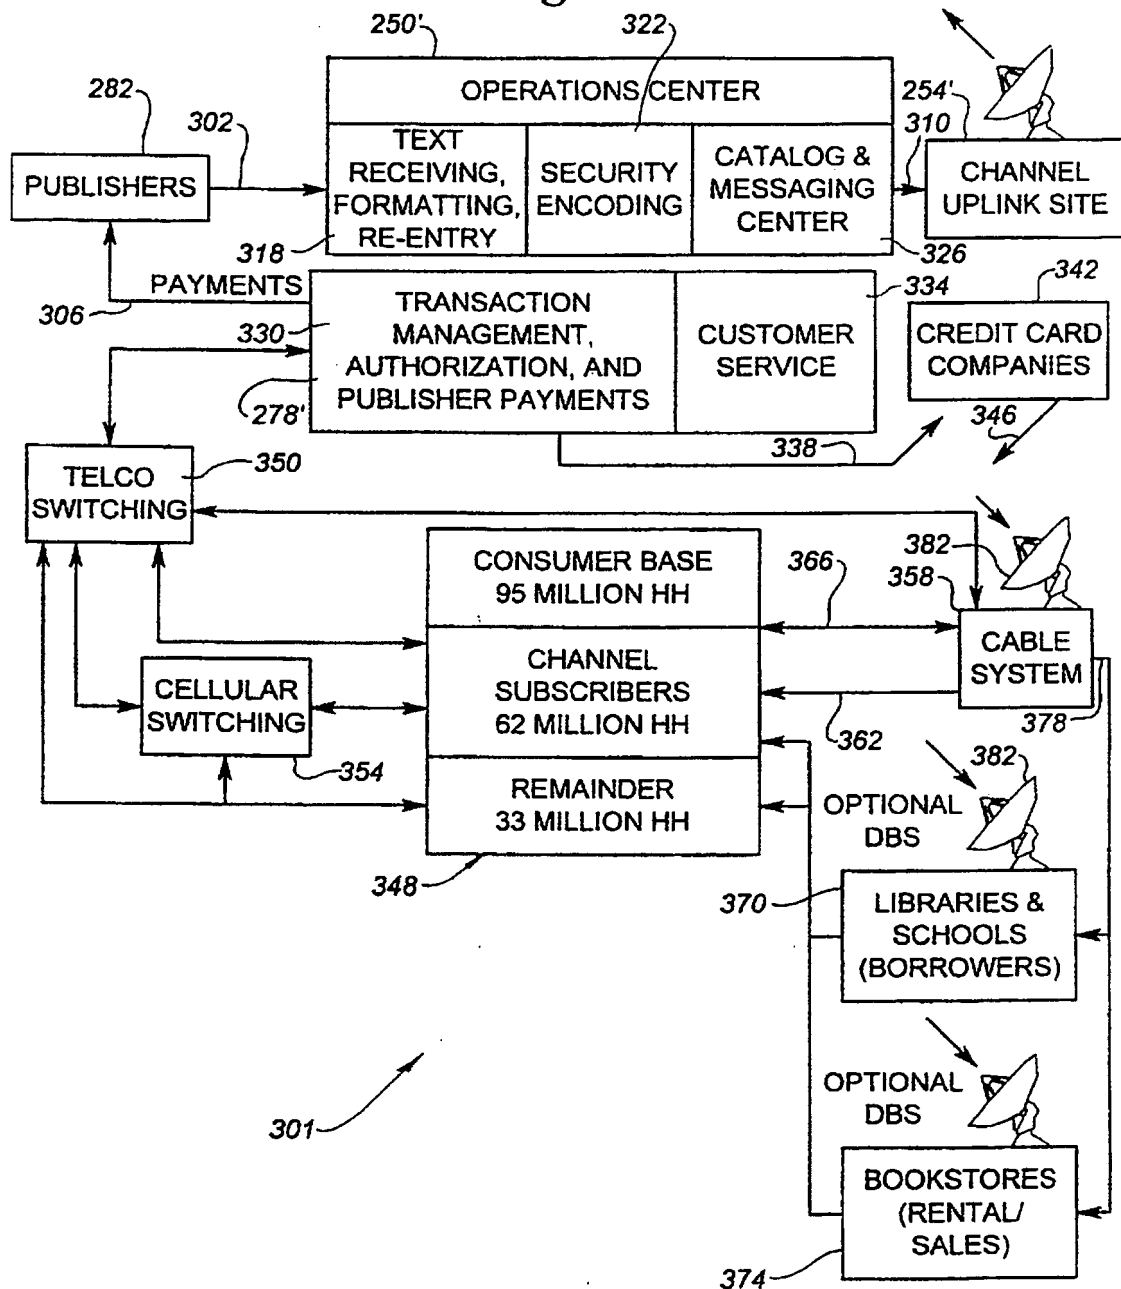 g
250'
322
OPERATIONS CENTER
282
302
PUBLISHERS
TEXT
RECEIVING,
FORMATTING,
RE-ENTRY
318
SECURITY
ENCODING
CATALOG &
MESSAGING
CENTER
326
254'
310
CHANNEL
UPLINK SITE
PAYMENTS
306
330
278'
TRANSACTION
MANAGEMENT,
AUTHORIZATION, AND
PUBLISHER PAYMENTS
334
CUSTOMER
SERVICE
342
CREDIT CARD
COMPANIES
346
338
TELCO
SWITCHING
350
CONSUMER BASE
95 MILLION HH
CHANNEL
SUBSCRIBERS
62 MILLION HH
REMAINDER
33 MILLION HH
348
CELLULAR
SWITCHING
354
366
362
382
358
CABLE
SYSTEM
378
382
OPTIONAL
DBS
370
LIBRARIES &
SCHOOLS
(BORROWERS)
301
OPTIONAL
DBS
BOOKSTORES
(RENTAL/
SALES)
374